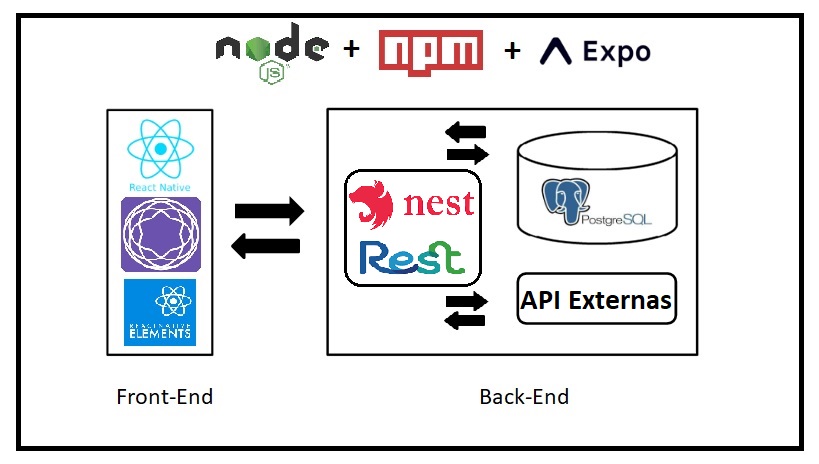 node + npm + Expo
JS
React Native
nest
PostgreSQL
Rest
REACT NATIVE
ELEMENTS
API Externas
Front-End
Back-End